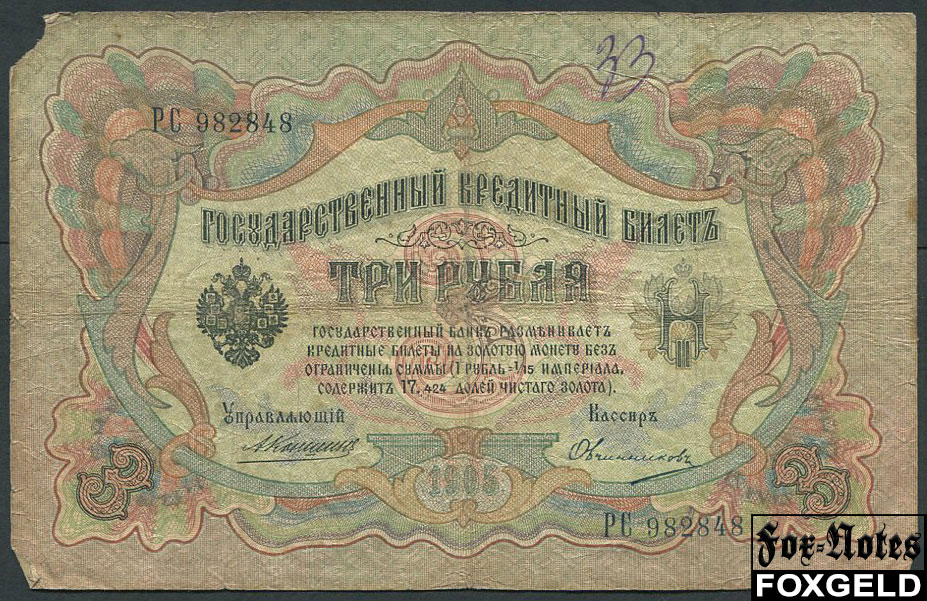 33
РС 982848
ГОСУДАРСТВЕННЫЙ КРЕДИТНЫЙ БИЛЕТЪ
ТРИ РУБЛЯ
ГОСУДАРСТВЕННЫЙ БАНКЪ РАЗМѢНИВАЕТЪ
КРЕДИТНЫЕ БИЛЕТЫ НА ЗОЛОТУЮ МОНЕТУ БЕЗЪ
ОГРАНИЧЕНІЯ СУММЫ (1 РУБЛЬ=1/15 ИМПЕРІАЛА,
СОДЕРЖИТЪ 17,424 ДОЛЕЙ ЧИСТАГО ЗОЛОТА).
Управляющій Кассиръ
Овчинниковъ
3 1905 3
РС 982848
Fox-Notes
FOXGELD